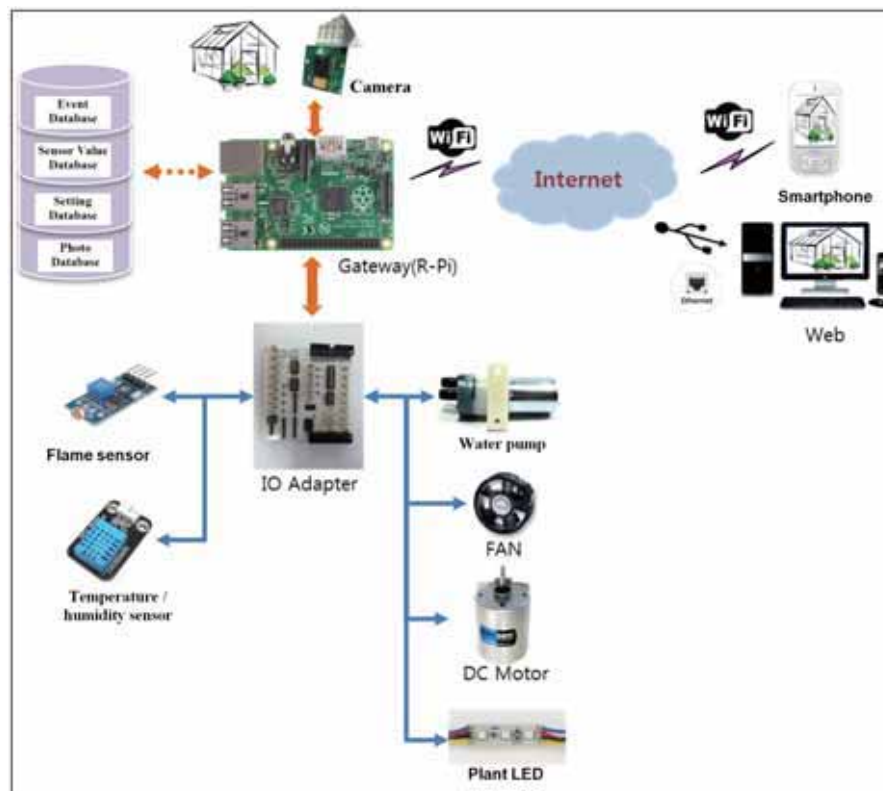 Event
Database
Sensor Value
Database
Setting
Database
Photo
Database
Camera
WiFi
WiFi
Internet
Smartphone
Gateway(R-Pi)
Ethernet
Web
Flame sensor
IO Adapter
Water pump
FAN
Temperature /
humidity sensor
DC Motor
Plant LED